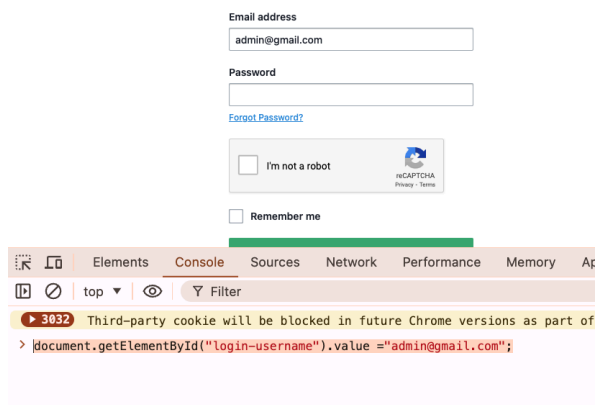 Email address
admin@gmail.com
Password
Forgot Password?
I'm not a robot
reCAPTCHA
Privacy - Terms
Remember me
Elements Console Sources Network Performance Memory Ap
top ▼ Filter
3032 Third-party cookie will be blocked in future Chrome versions as part of
> document.getElementById("login-username").value ="admin@gmail.com";